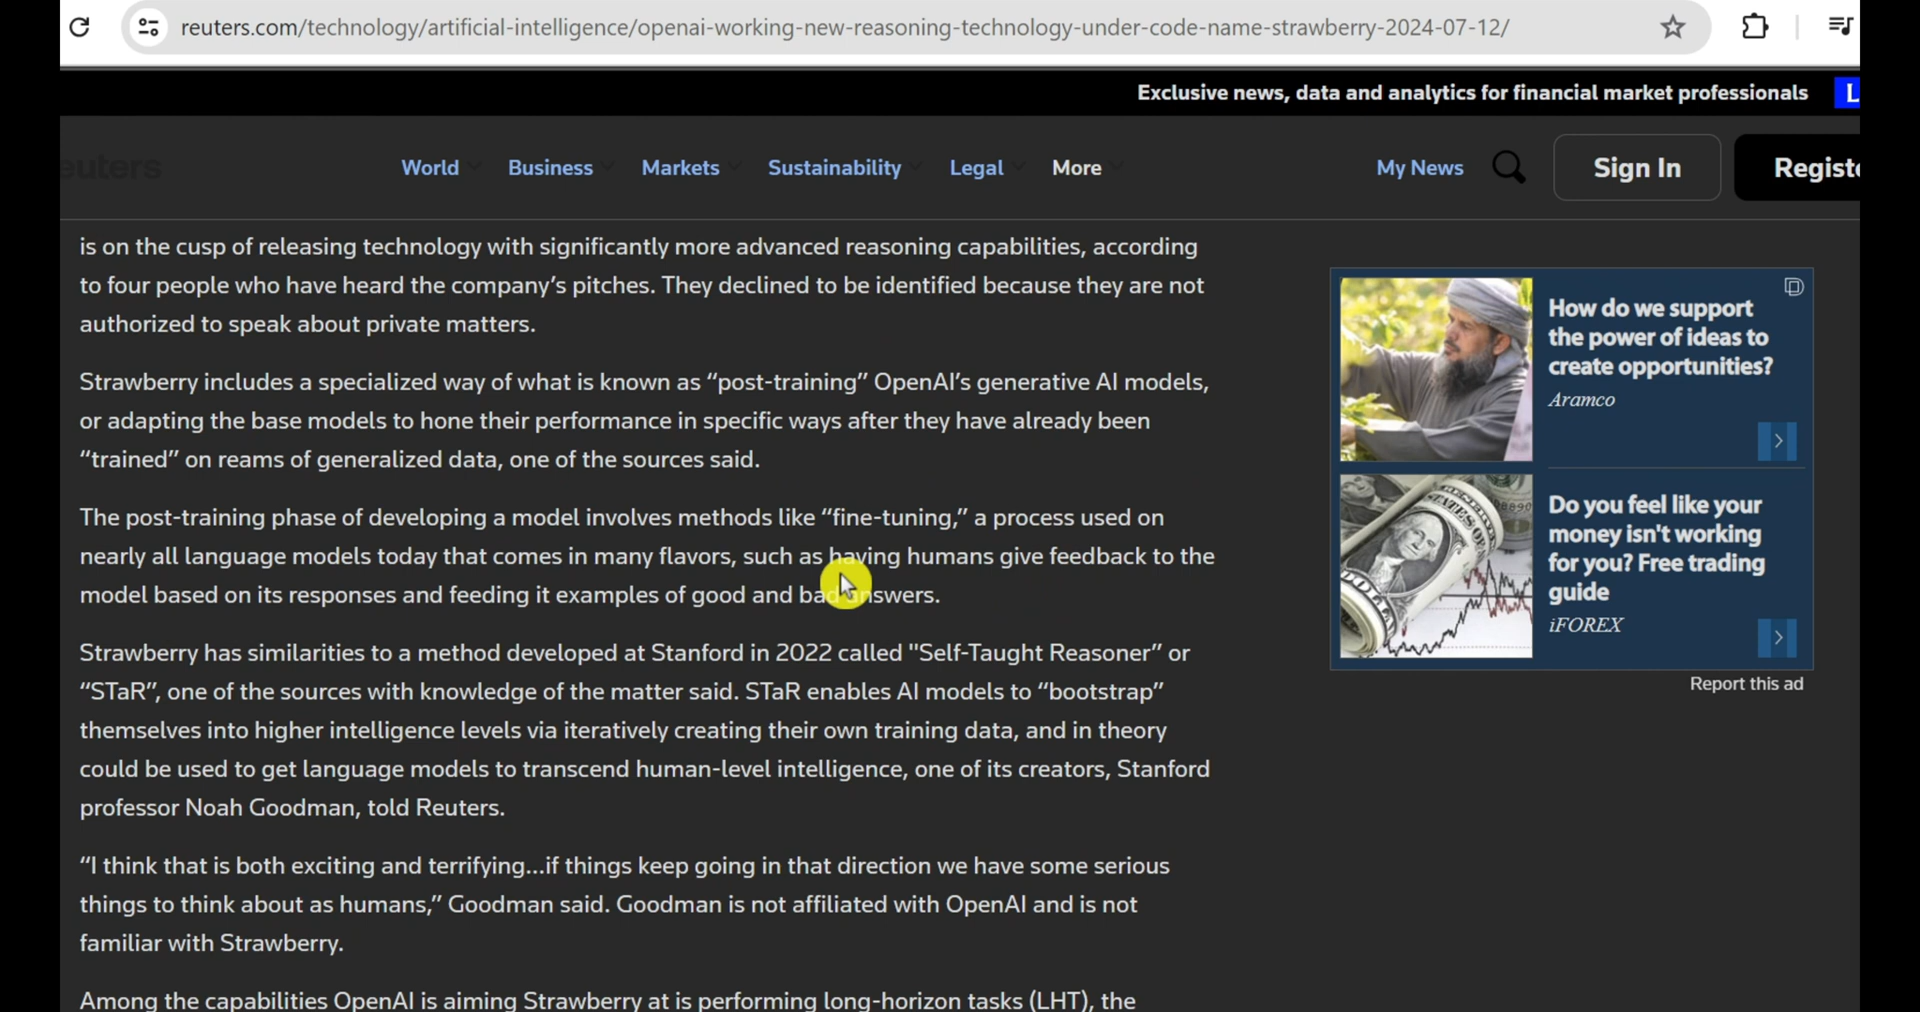 reuters.com/technology/artificial-intelligence/openai-working-new-reasoning-technology-under-code-name-strawberry-2024-07-12/
Exclusive news, data and analytics for financial market professionals L
euters
World Business Markets Sustainability Legal More My News Sign In Registe
is on the cusp of releasing technology with significantly more advanced reasoning capabilities, according
to four people who have heard the company’s pitches. They declined to be identified because they are not
authorized to speak about private matters.
Strawberry includes a specialized way of what is known as “post-training” OpenAI’s generative AI models,
or adapting the base models to hone their performance in specific ways after they have already been
“trained” on reams of generalized data, one of the sources said.
The post-training phase of developing a model involves methods like “fine-tuning,” a process used on
nearly all language models today that comes in many flavors, such as having humans give feedback to the
model based on its responses and feeding it examples of good and bad answers.
Strawberry has similarities to a method developed at Stanford in 2022 called "Self-Taught Reasoner” or
“STaR”, one of the sources with knowledge of the matter said. STaR enables AI models to “bootstrap”
themselves into higher intelligence levels via iteratively creating their own training data, and in theory
could be used to get language models to transcend human-level intelligence, one of its creators, Stanford
professor Noah Goodman, told Reuters.
“I think that is both exciting and terrifying...if things keep going in that direction we have some serious
things to think about as humans,” Goodman said. Goodman is not affiliated with OpenAI and is not
familiar with Strawberry.
Among the capabilities OpenAI is aiming Strawberry at is performing long-horizon tasks (LHT), the
How do we support
the power of ideas to
create opportunities?
Aramco
Do you feel like your
money isn't working
for you? Free trading
guide
iFOREX
Report this ad